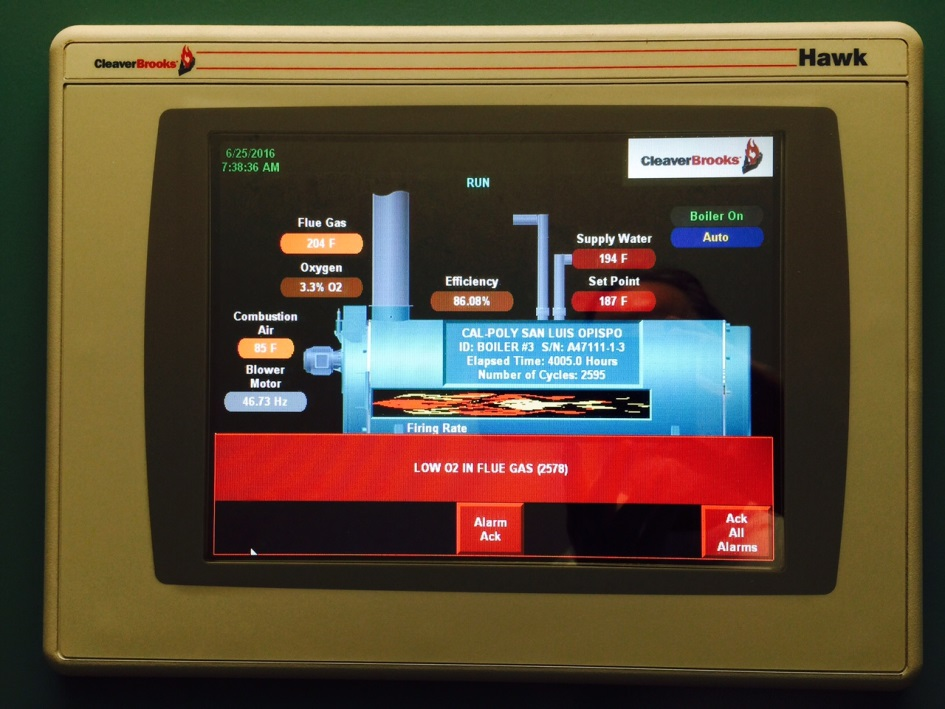 CleaverBrooks
Hawk
6/25/2016
7:38:36 AM
CleaverBrooks
RUN
Boiler On
Auto
Flue Gas
204 F
Oxygen
3.3% O2
Supply Water
194 F
Efficiency
86.08%
Set Point
187 F
Combustion
Air
85 F
Blower
Motor
46.73 Hz
CAL-POLY SAN LUIS OPISPO
ID: BOILER #3 S/N: A47111-1-3
Elapsed Time: 4005.0 Hours
Number of Cycles: 2595
Firing Rate
LOW O2 IN FLUE GAS (2578)
Alarm
Ack
Ack
All
Alarms